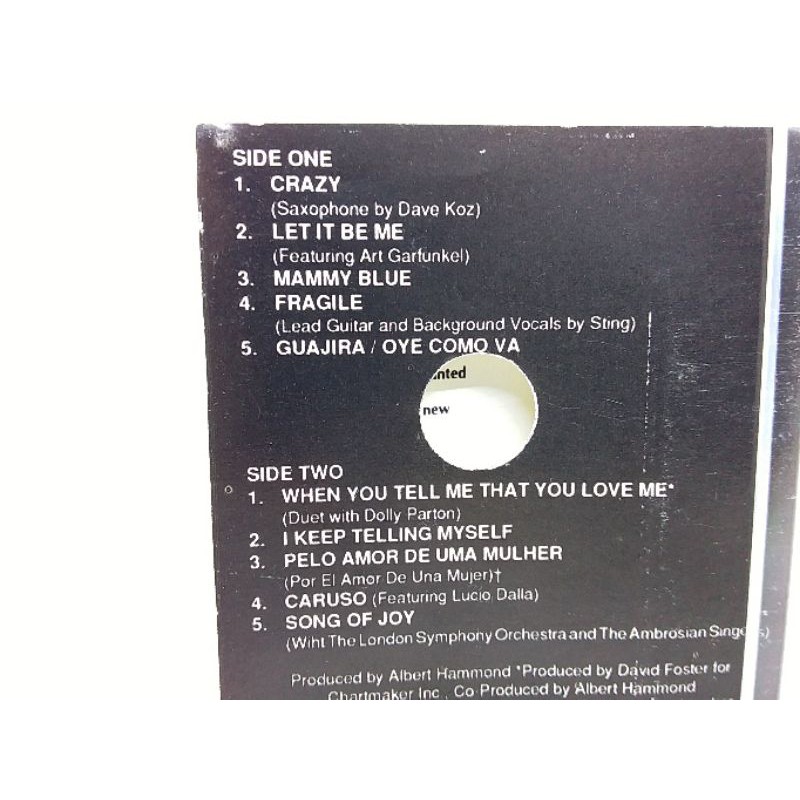 SIDE ONE
1. CRAZY
(Saxophone by Dave Koz)
2. LET IT BE ME
(Featuring Art Garfunkel)
3. MAMMY BLUE
4. FRAGILE
(Lead Guitar and Background Vocals by Sting)
5. GUAJIRA / OYE COMO VA
new
SIDE TWO
1. WHEN YOU TELL ME THAT YOU LOVE ME*
(Duet with Dolly Parton)
2. I KEEP TELLING MYSELF
3. PELO AMOR DE UMA MULHER
(Por El Amor De Una Mujer)†
4. CARUSO (Featuring Lucio Dalla)
5. SONG OF JOY
(Wiht The London Symphony Orchestra and The Ambrosian Singers)
Produced by Albert Hammond *Produced by David Foster for
Chartmaker Inc., Co-Produced by Albert Hammond